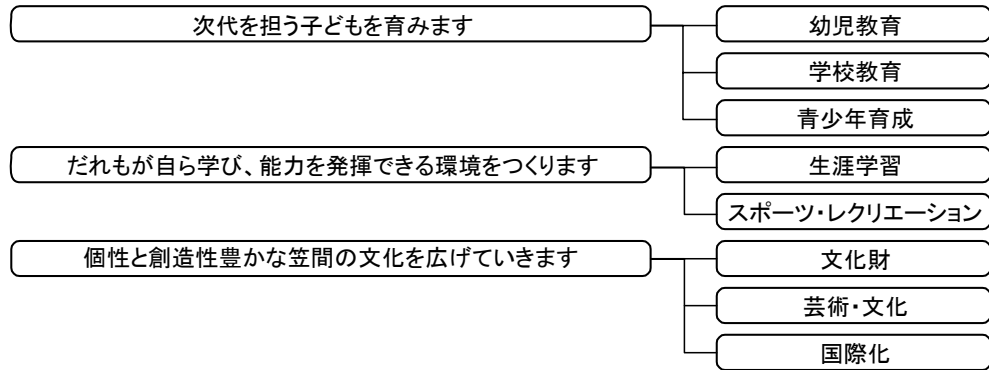 次代を担う子どもを育みます
幼児教育
学校教育
青少年育成
だれもが自ら学び、能力を発揮できる環境をつくります
生涯学習
スポーツ・レクリエーション
個性と創造性豊かな笠間の文化を広げていきます
文化財
芸術・文化
国際化